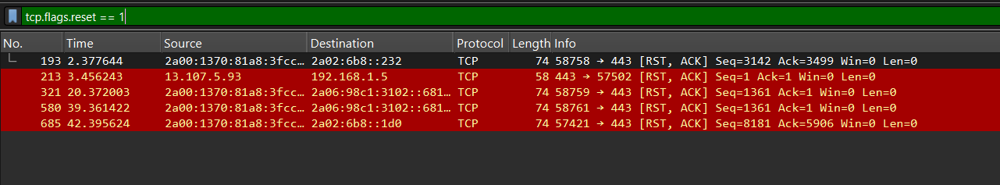 tcp.flags.reset == 1
No. Time Source Destination Protocol Length Info
193 2.377644 2a00:1370:81a8:3fcc… 2a02:6b8::232 TCP 74 58758 → 443 [RST, ACK] Seq=3142 Ack=3499 Win=0 Len=0
213 3.456243 13.107.5.93 192.168.1.5 TCP 58 443 → 57502 [RST, ACK] Seq=1 Ack=1 Win=0 Len=0
321 20.372003 2a00:1370:81a8:3fcc… 2a06:98c1:3102::681… TCP 74 58759 → 443 [RST, ACK] Seq=1361 Ack=1 Win=0 Len=0
580 39.361422 2a00:1370:81a8:3fcc… 2a06:98c1:3102::681… TCP 74 58761 → 443 [RST, ACK] Seq=1361 Ack=1 Win=0 Len=0
685 42.395624 2a00:1370:81a8:3fcc… 2a02:6b8::1d0 TCP 74 57421 → 443 [RST, ACK] Seq=8181 Ack=5906 Win=0 Len=0